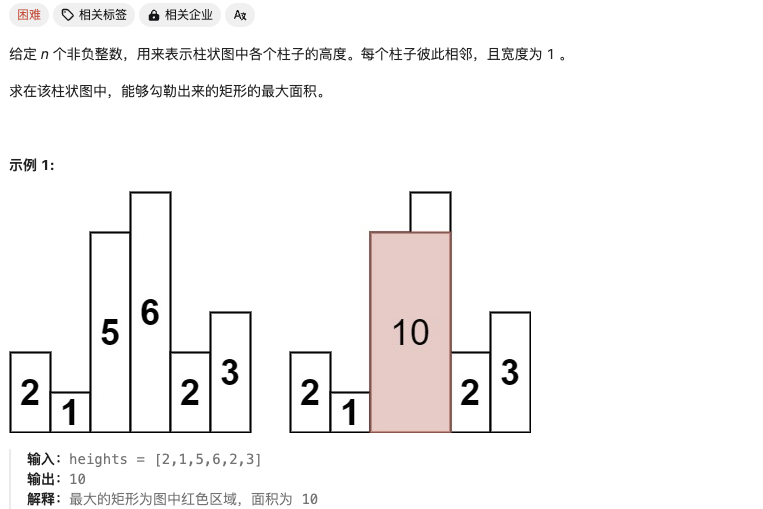 困难 相关标签 相关企业
给定 n 个非负整数，用来表示柱状图中各个柱子的高度。每个柱子彼此相邻，且宽度为 1 。
求在该柱状图中，能够勾勒出来的矩形的最大面积。
示例 1:
2 1 5 6 2 3
2 1 10 2 3
输入：heights = [2,1,5,6,2,3]
输出：10
解释：最大的矩形为图中红色区域，面积为 10